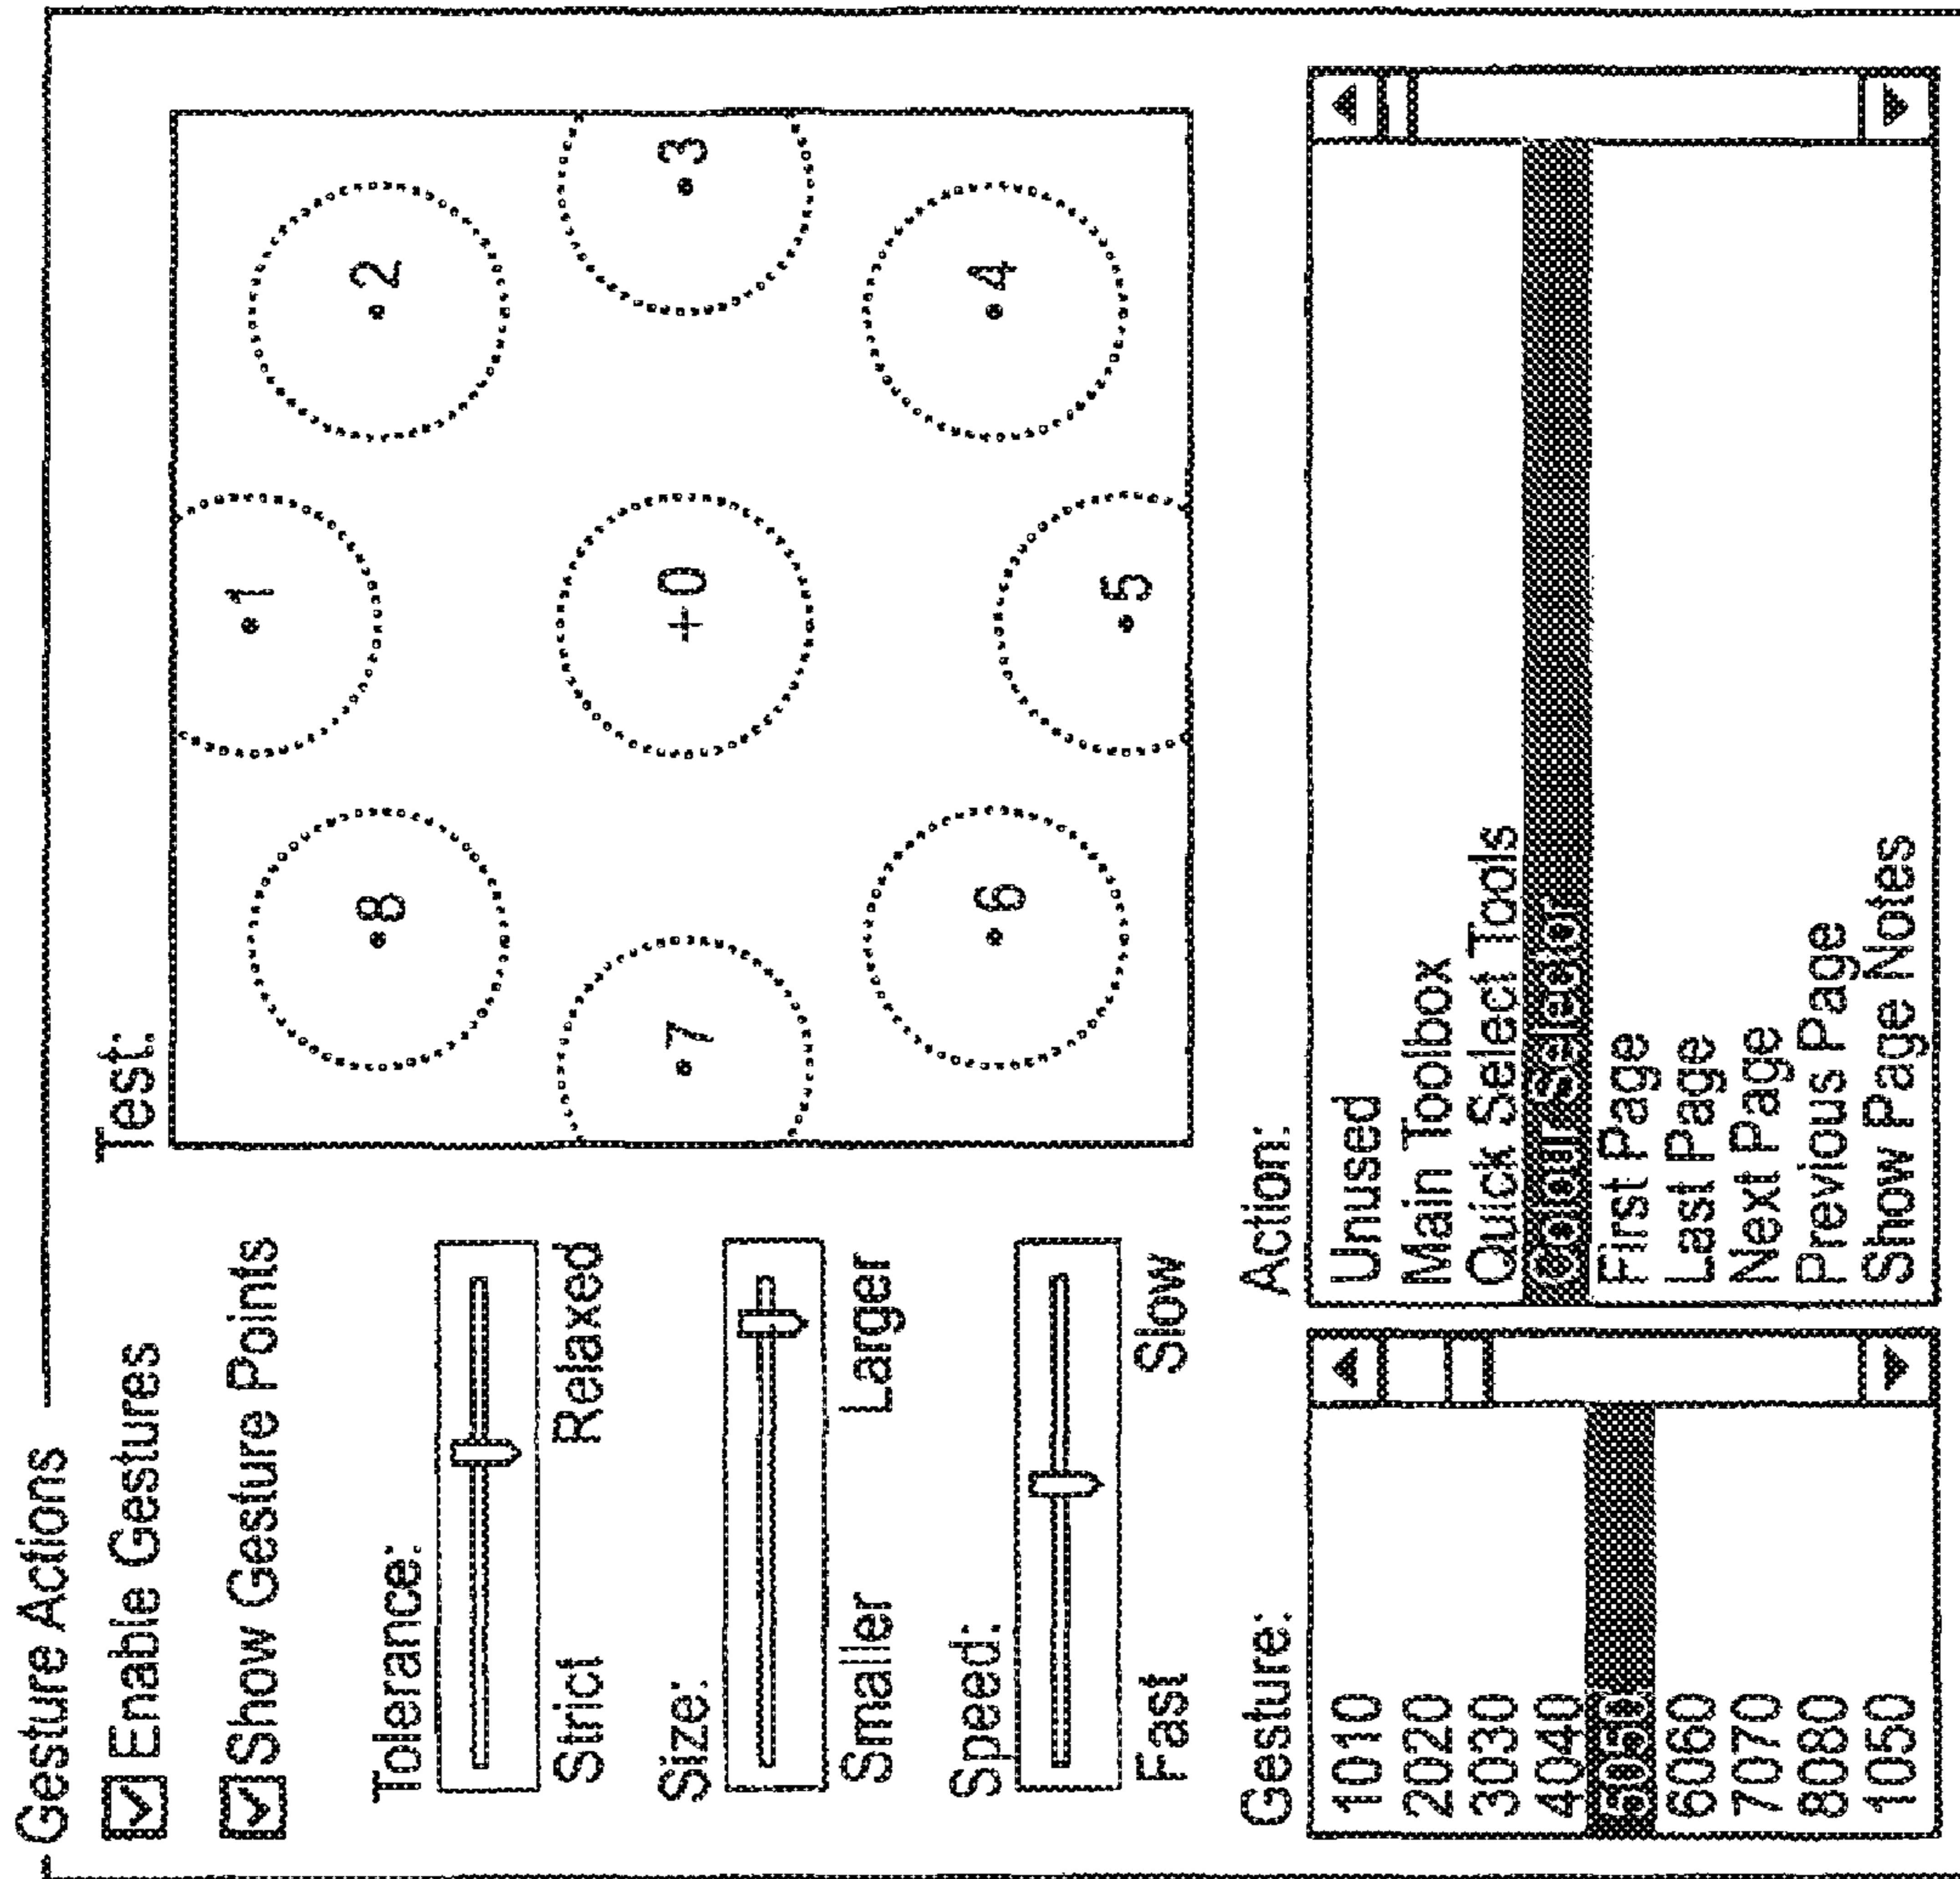 Gesture Actions
Enable Gestures
Show Gesture Points
Tolerance:
Strict Relaxed
Size:
Smaller Larger
Speed:
Fast Slow
Test:
8 1 2
7 +0 3
6 5 4
Gesture:
1010
2020
3030
4040
5050
6060
7070
8080
1050
Action:
Unused
Main Toolbox
Quick Select Tools
Color Selector
First Page
Last Page
Next Page
Previous Page
Show Page Notes